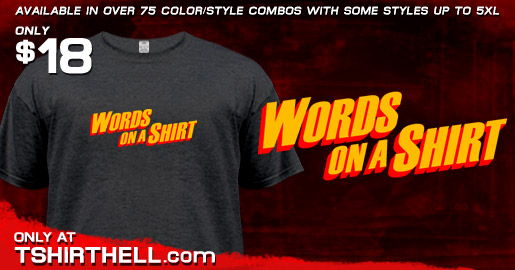 AVAILABLE IN OVER 75 COLOR/STYLE COMBOS WITH SOME STYLES UP TO 5XL
ONLY
$18
WORDS
ON A SHIRT
WORDS
ON A SHIRT
ONLY AT
TSHIRTHELL.com